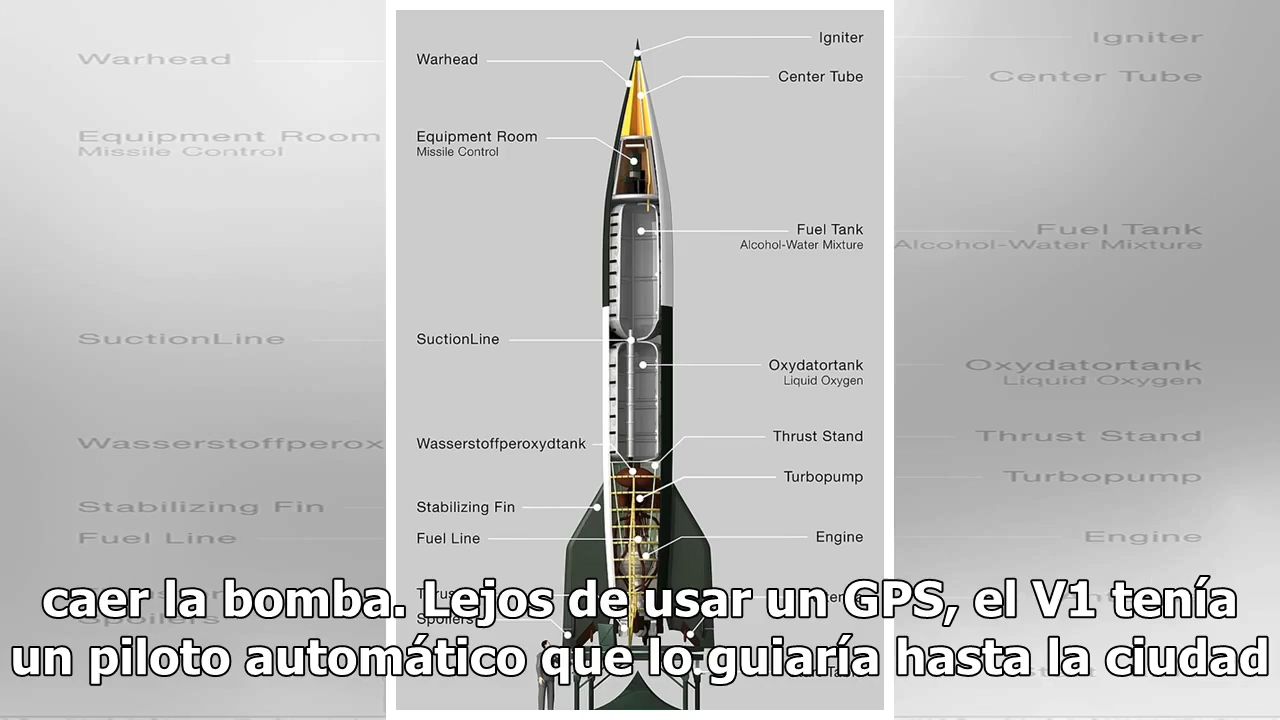 Igniter
Warhead
Center Tube
Equipment Room
Missile Control
Fuel Tank
Alcohol-Water Mixture
SuctionLine
Oxydatortank
Liquid Oxygen
Thrust Stand
Wasserstoffperoxydtank
Turbopump
Stabilizing Fin
Fuel Line
Engine
Spoilers
caer la bomba. Lejos de usar un GPS, el V1 tenía
un piloto automático que lo guiaría hasta la ciudad